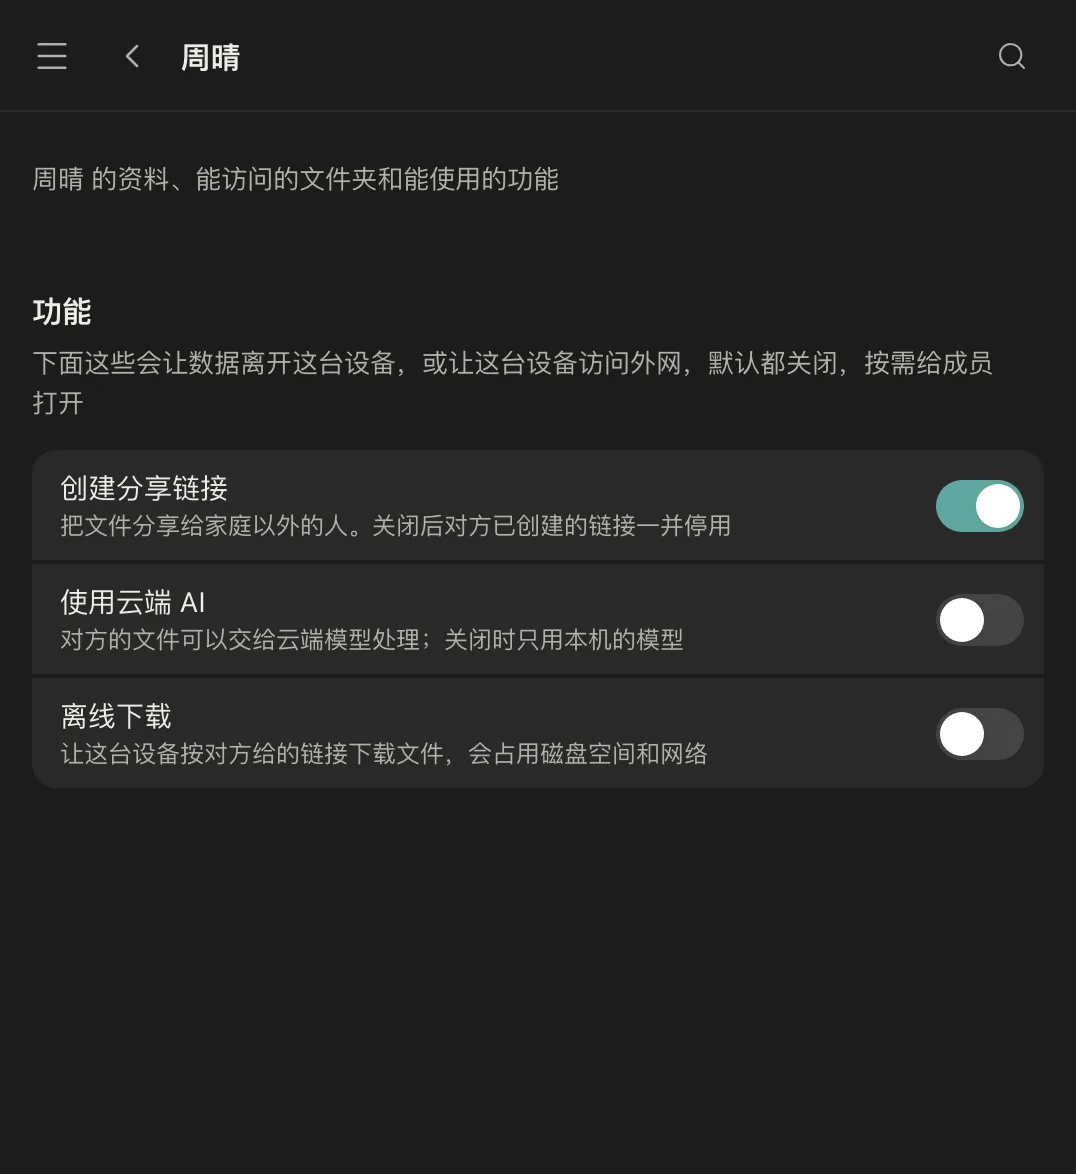 周晴
周晴 的资料、能访问的文件夹和能使用的功能
功能
下面这些会让数据离开这台设备，或让这台设备访问外网，默认都关闭，按需给成员
打开
创建分享链接
把文件分享给家庭以外的人。关闭后对方已创建的链接一并停用
使用云端 AI
对方的文件可以交给云端模型处理；关闭时只用本机的模型
离线下载
让这台设备按对方给的链接下载文件，会占用磁盘空间和网络